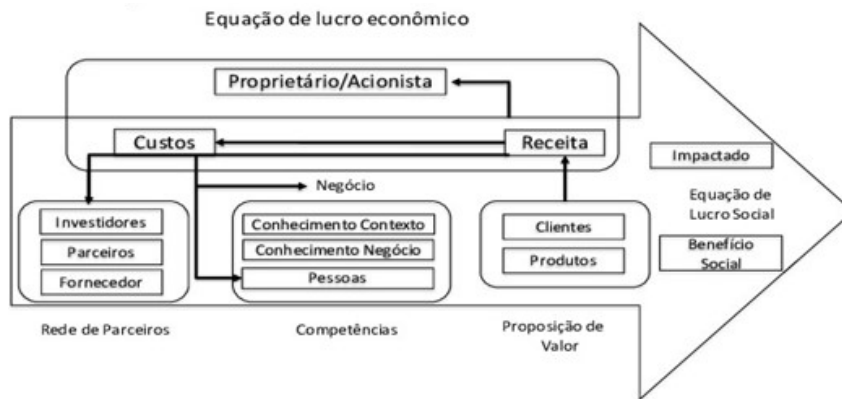 Equação de lucro econômico
Proprietário/Acionista
Custos
Receita
Impactado
Negócio
Equação de
Lucro Social
Investidores
Parceiros
Fornecedor
Conhecimento Contexto
Conhecimento Negócio
Pessoas
Clientes
Produtos
Benefício
Social
Rede de Parceiros
Competências
Proposição de
Valor